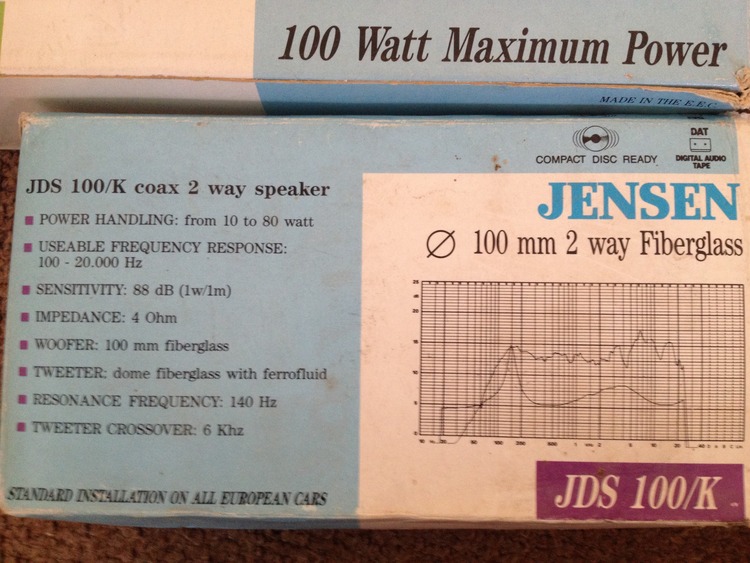 100 Watt Maximum Power
MADE IN THE E.E.C.
COMPACT DISC READY
DAT
DIGITAL AUDIO
TAPE
JDS 100/K coax 2 way speaker
POWER HANDLING: from 10 to 80 watt
USEABLE FREQUENCY RESPONSE:
100 - 20.000 Hz
SENSITIVITY: 88 dB (1w/1m)
IMPEDANCE: 4 Ohm
WOOFER: 100 mm fiberglass
TWEETER: dome fiberglass with ferrofluid
RESONANCE FREQUENCY: 140 Hz
TWEETER CROSSOVER: 6 Khz
STANDARD INSTALLATION ON ALL EUROPEAN CARS
JENSEN
Ø 100 mm 2 way Fiberglass
JDS 100/K